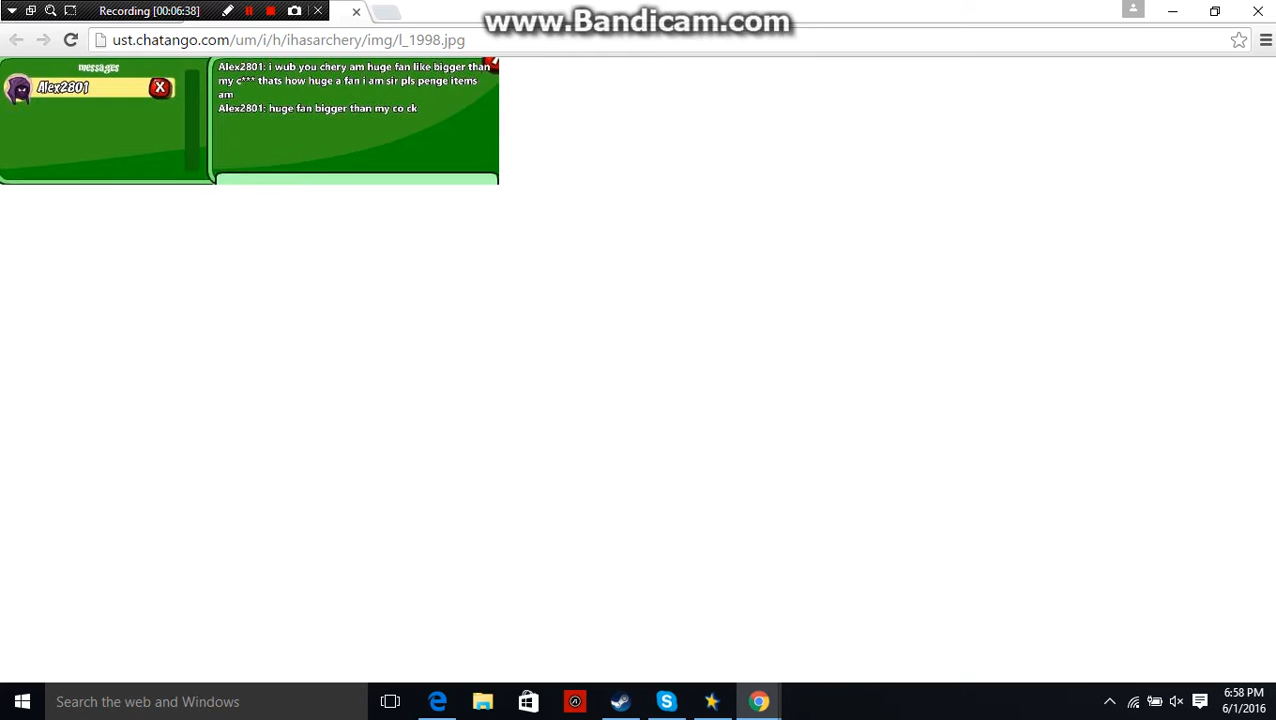 Recording [00:06:38]
www.Bandicam.com
ust.chatango.com/um/i/h/ihasarchery/img/l_1998.jpg
messages
Alex2801
X
Alex2801: i wub you chery am huge fan like bigger than
my c*** thats how huge a fan i am sir pls penge items
am
Alex2801: huge fan bigger than my co ck
Search the web and Windows
6:58 PM
6/1/2016